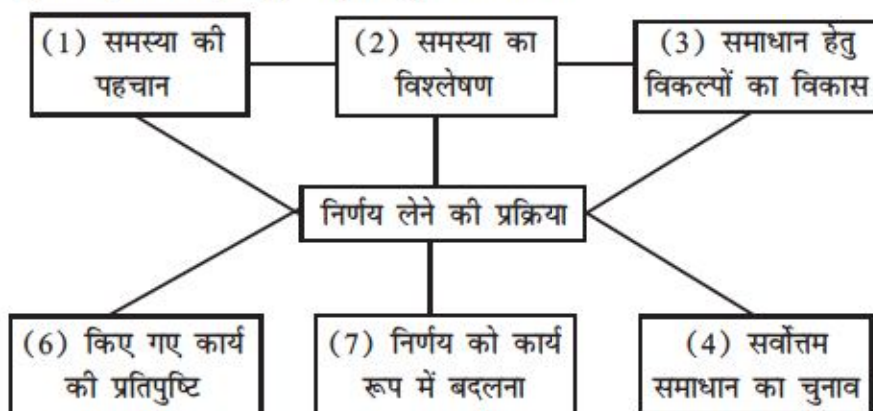 (1) समस्या की
पहचान
(2) समस्या का
विश्लेषण
(3) समाधान हेतु
विकल्पों का विकास
निर्णय लेने की प्रक्रिया
(6) किए गए कार्य
की प्रतिपुष्टि
(7) निर्णय को कार्य
रूप में बदलना
(4) सर्वोत्तम
समाधान का चुनाव